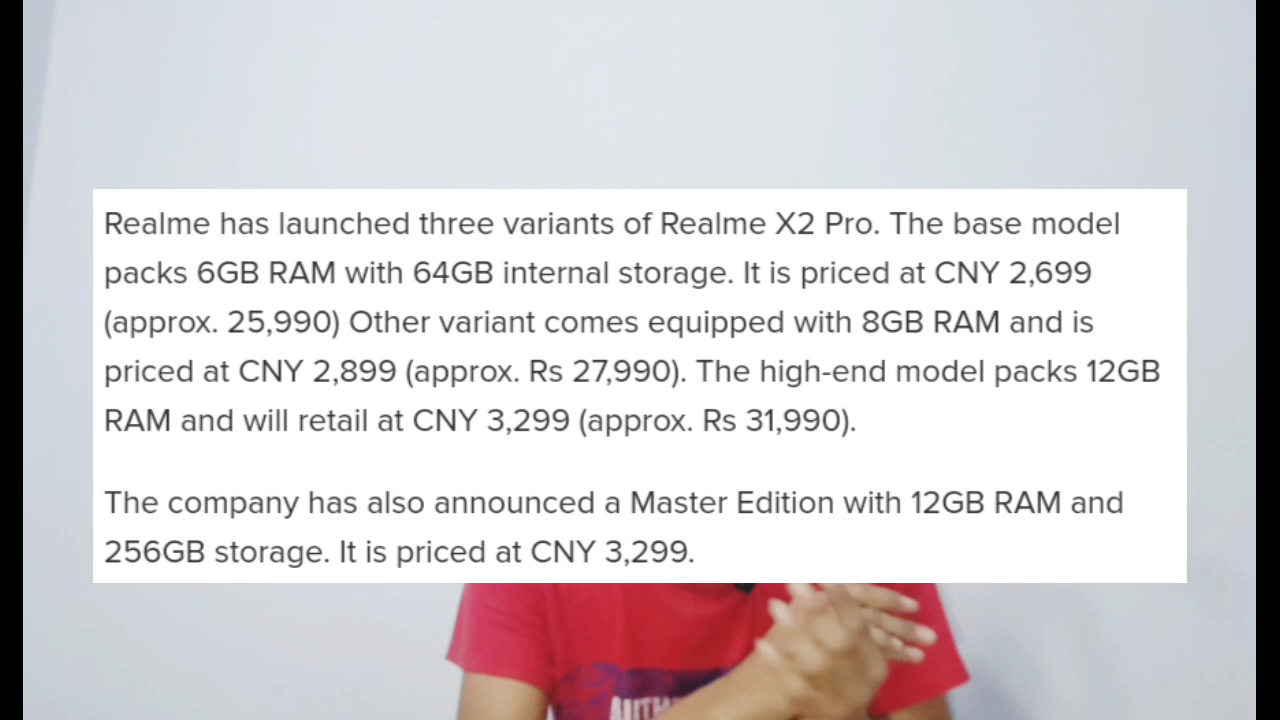 Realme has launched three variants of Realme X2 Pro. The base model
packs 6GB RAM with 64GB internal storage. It is priced at CNY 2,699
(approx. 25,990) Other variant comes equipped with 8GB RAM and is
priced at CNY 2,899 (approx. Rs 27,990). The high-end model packs 12GB
RAM and will retail at CNY 3,299 (approx. Rs 31,990).
The company has also announced a Master Edition with 12GB RAM and
256GB storage. It is priced at CNY 3,299.